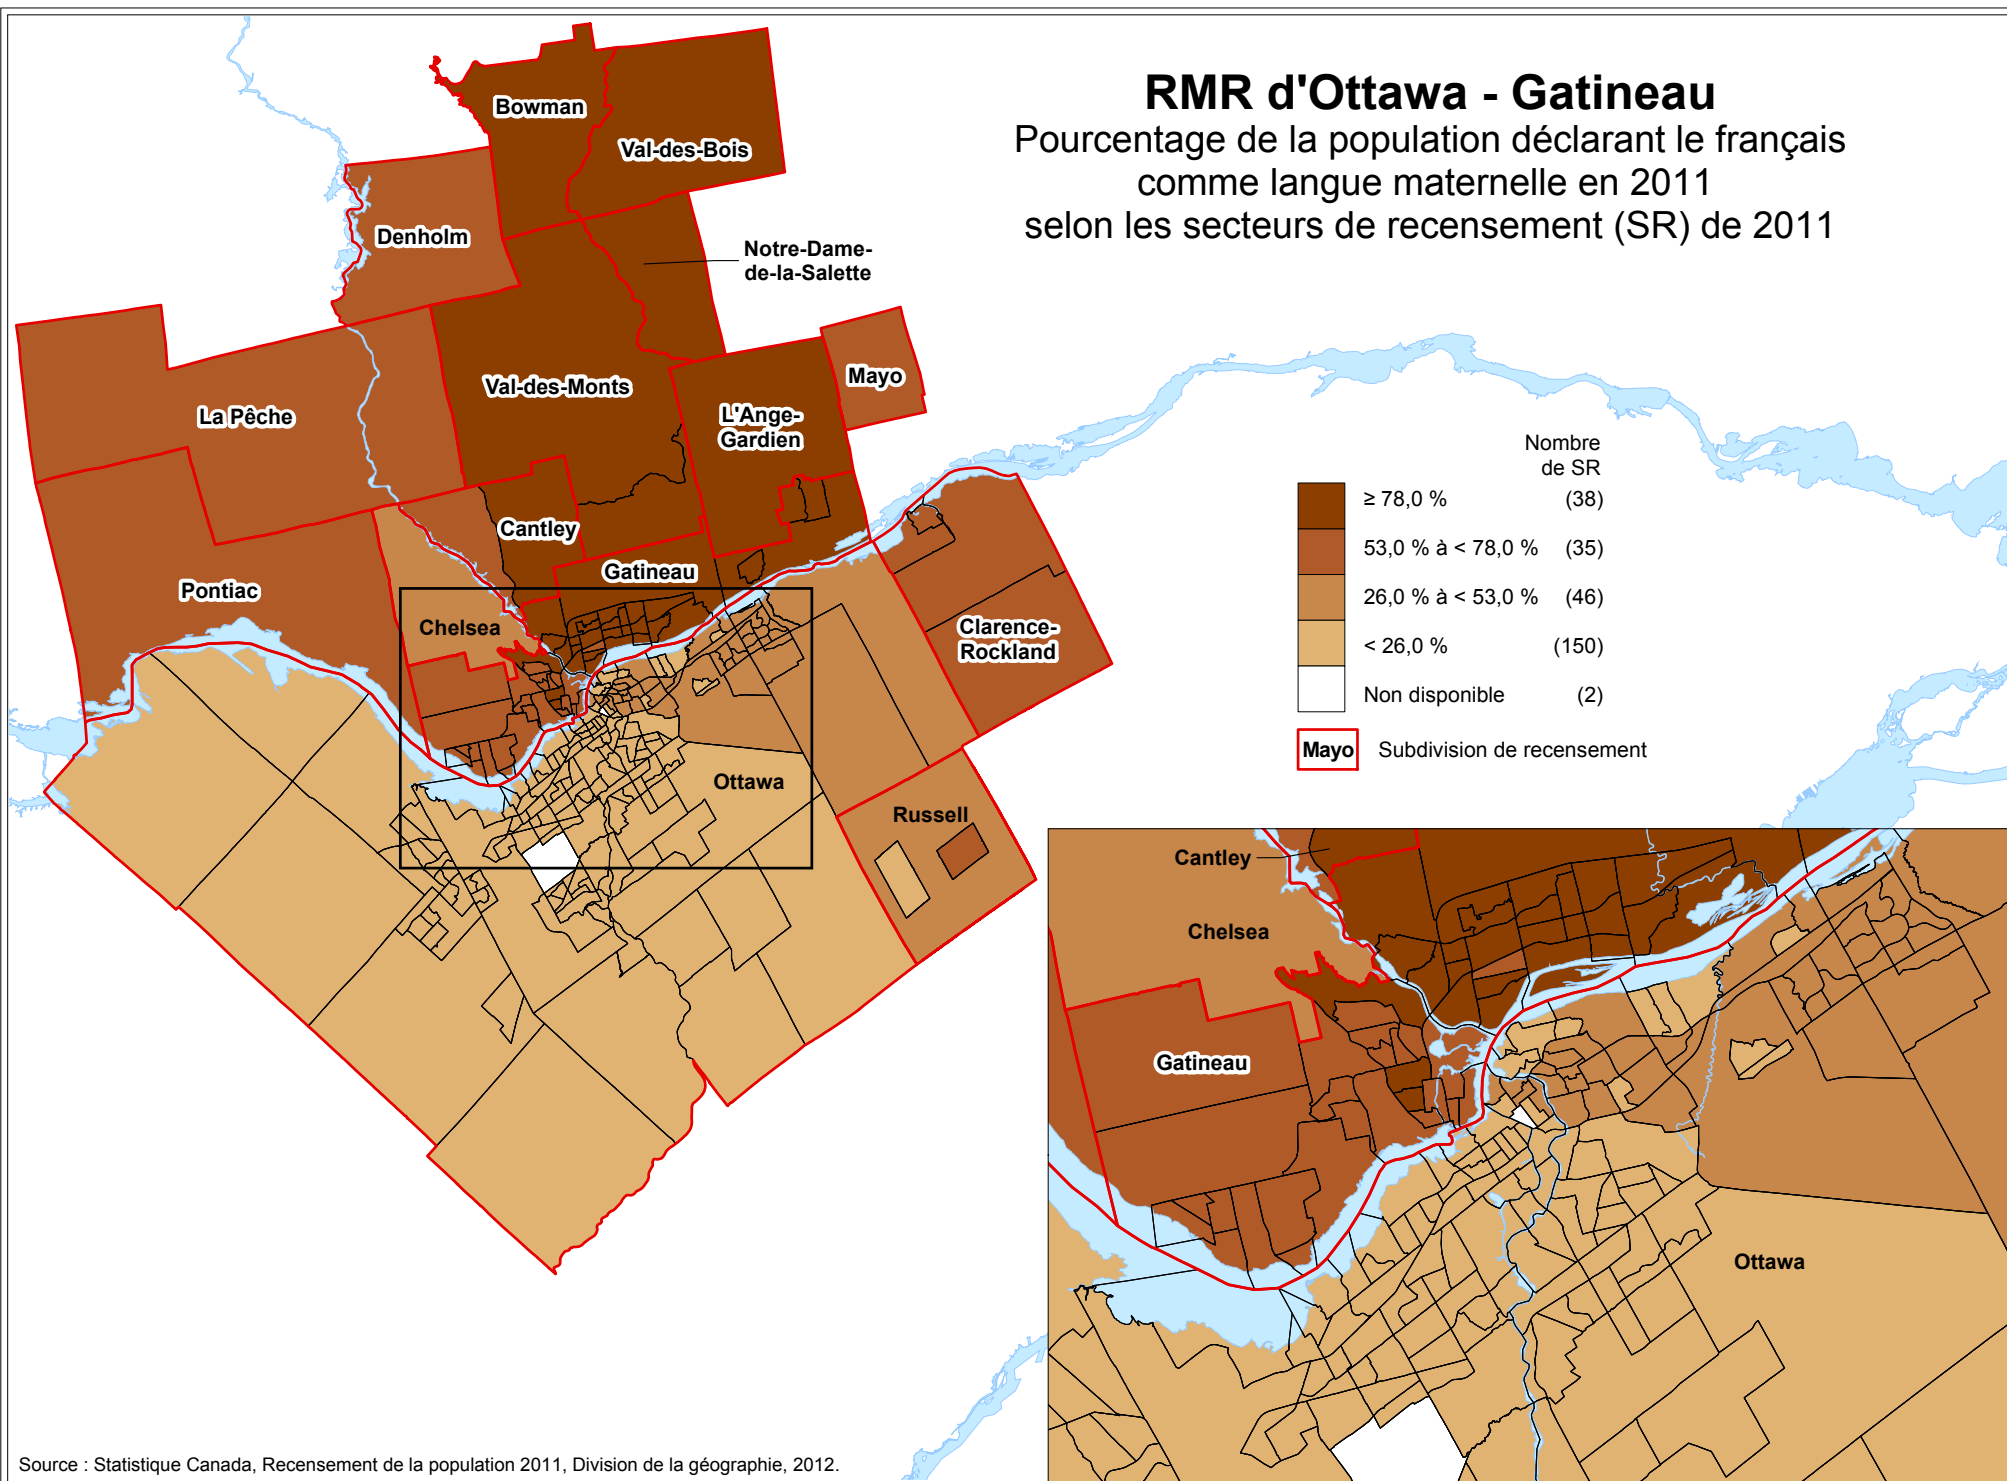 RMR d'Ottawa - Gatineau
Pourcentage de la population déclarant le français
comme langue maternelle en 2011
selon les secteurs de recensement (SR) de 2011
Bowman
Val-des-Bois
Denholm
Notre-Dame-
de-la-Salette
Val-des-Monts
Mayo
La Pêche
L'Ange-
Gardien
Cantley
Gatineau
Pontiac
Chelsea
Clarence-
Rockland
Ottawa
Russell
Nombre
de SR
≥ 78,0 % (38)
53,0 % à < 78,0 % (35)
26,0 % à < 53,0 % (46)
< 26,0 % (150)
Non disponible (2)
Mayo Subdivision de recensement
Cantley
Chelsea
Gatineau
Ottawa
Source : Statistique Canada, Recensement de la population 2011, Division de la géographie, 2012.